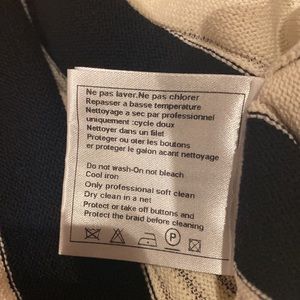 Ne pas laver.Ne pas chlorer
Repasser a basse temperature
Nettoyage a sec par professionnel
uniquement :cycle doux
Nettoyer dans un filet
Proteger ou oter les boutons
er proteger le galon avant nettoyage
Do not wash-On not bleach
Cool iron
Only professional soft clean
Dry clean in a net
Protect or take off buttons and
Protect the braid before cleaning
P